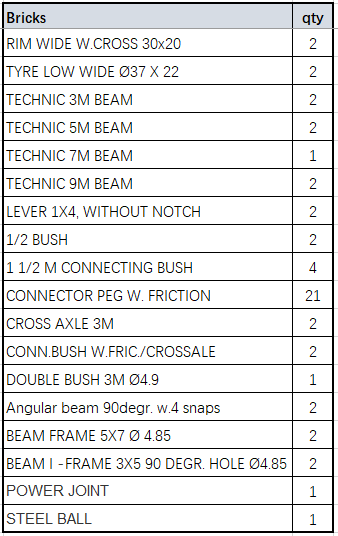 Bricks qty
RIM WIDE W.CROSS 30x20 2
TYRE LOW WIDE Ø37 X 22 2
TECHNIC 3M BEAM 2
TECHNIC 5M BEAM 2
TECHNIC 7M BEAM 1
TECHNIC 9M BEAM 2
LEVER 1X4, WITHOUT NOTCH 2
1/2 BUSH 2
1 1/2 M CONNECTING BUSH 4
CONNECTOR PEG W. FRICTION 21
CROSS AXLE 3M 2
CONN.BUSH W.FRIC./CROSSALE 2
DOUBLE BUSH 3M Ø4.9 1
Angular beam 90degr. w.4 snaps 2
BEAM FRAME 5X7 Ø 4.85 2
BEAM I -FRAME 3X5 90 DEGR. HOLE Ø4.85 2
POWER JOINT 1
STEEL BALL 1